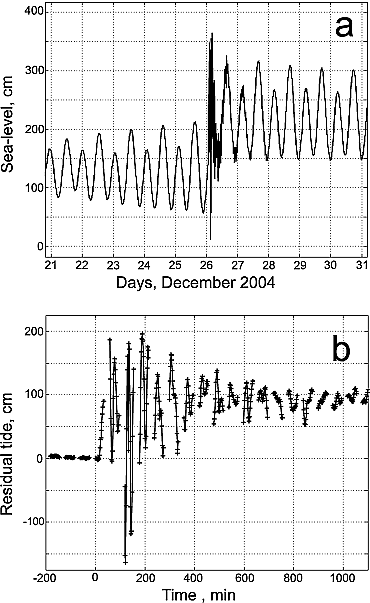 a
400
300
200
100
0
Sea-level, cm
21 22 23 24 25 26 27 28 29 30 31
Days, December 2004
b
200
100
0
-100
-200
Residual tide, cm
-200 0 200 400 600 800 1000
Time , min